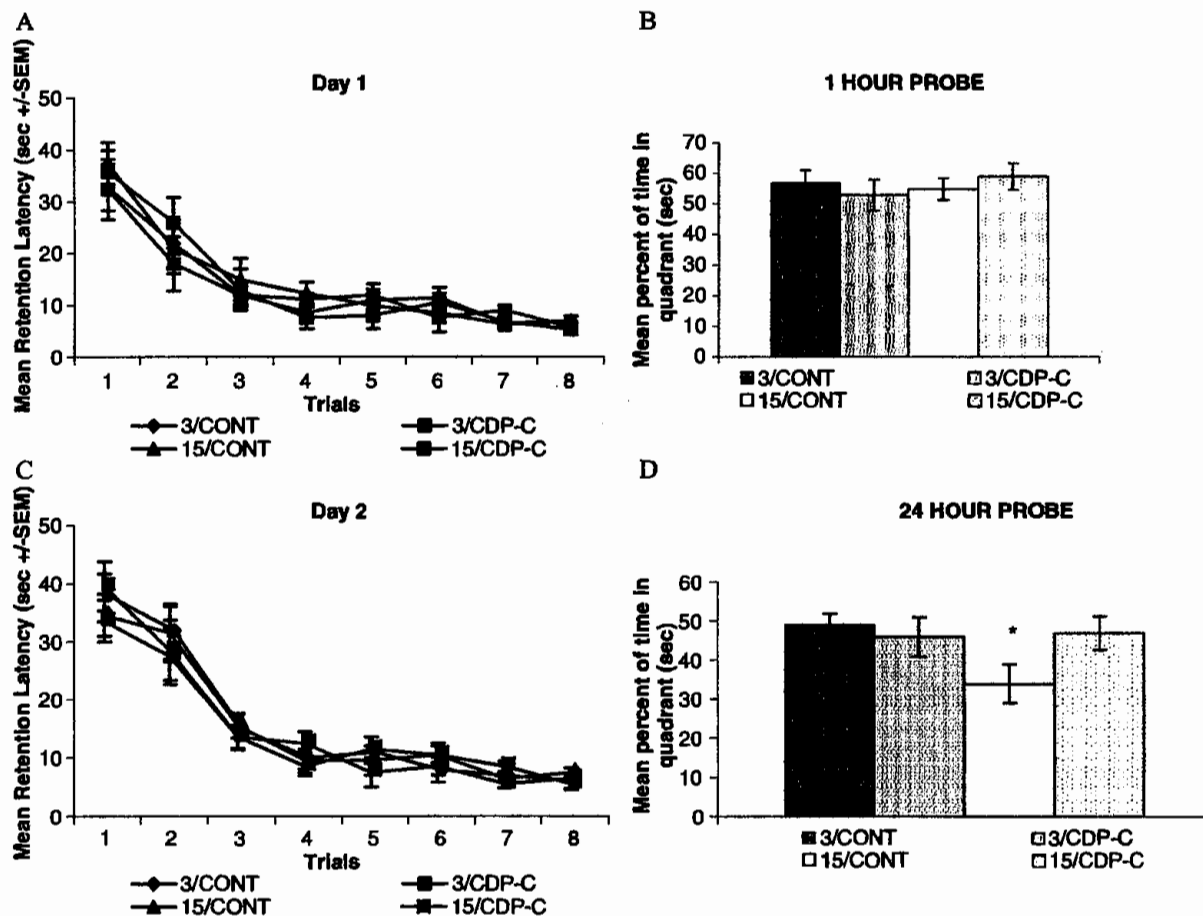 A
Day 1
Mean Retention Latency (sec +/-SEM)
50
40
30
20
10
0
1 2 3 4 5 6 7 8
Trials
3/CONT 3/CDP-C
15/CONT 15/CDP-C
B
1 HOUR PROBE
Mean percent of time in
quadrant (sec)
70
60
50
40
30
20
10
0
3/CONT 3/CDP-C
15/CONT 15/CDP-C
C
Day 2
Mean Retention Latency (sec +/-SEM)
50
40
30
20
10
0
1 2 3 4 5 6 7 8
Trials
3/CONT 3/CDP-C
15/CONT 15/CDP-C
D
24 HOUR PROBE
Mean percent of time in
quadrant (sec)
60
50
40
30
20
10
0
*
3/CONT 3/CDP-C
15/CONT 15/CDP-C